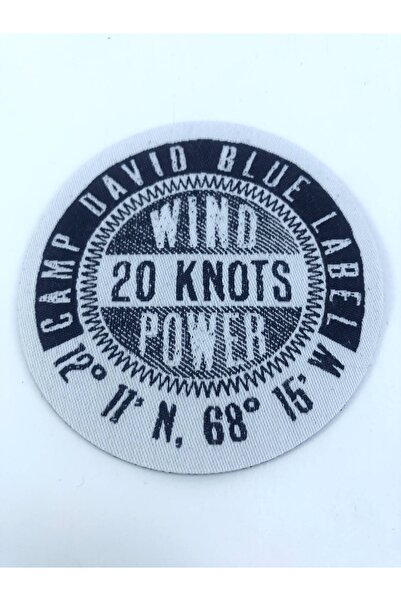 CAMP DAVID BLUE LABEL
WIND
20 KNOTS
POWER
12° 11' N, 68° 15' W